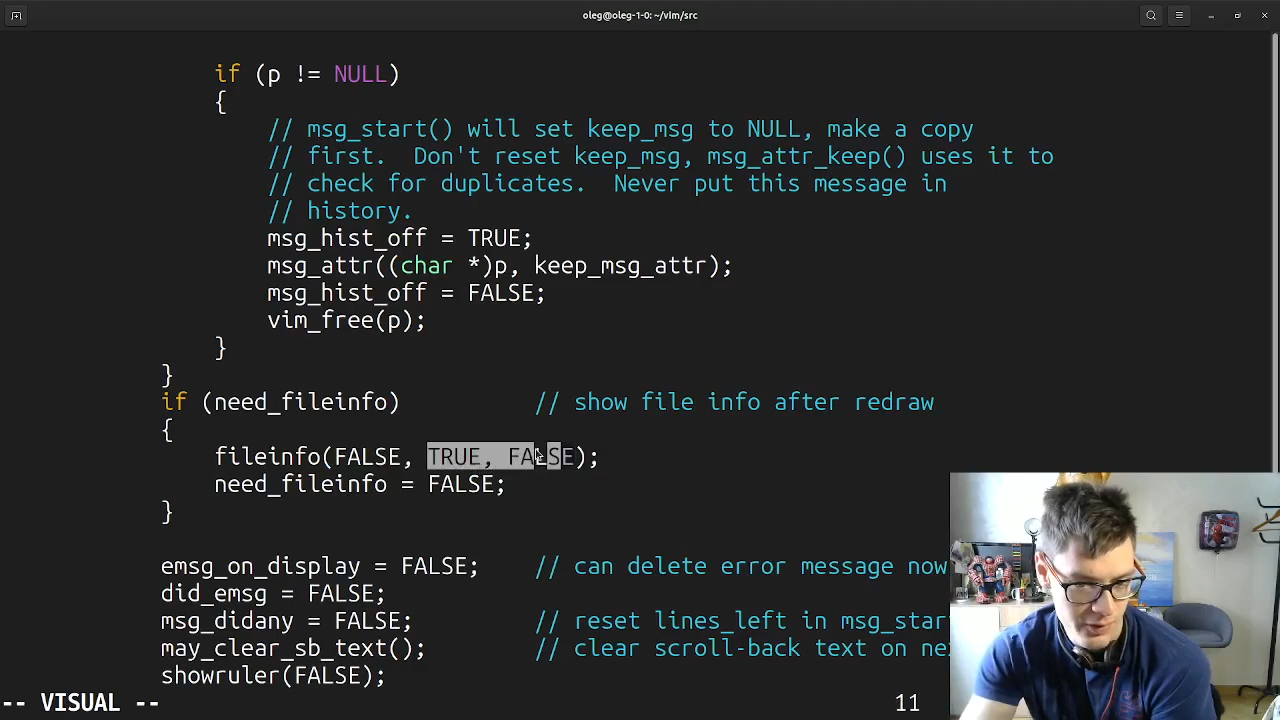 oleg@oleg-1-0: ~/vim/src
if (p != NULL)
{
// msg_start() will set keep_msg to NULL, make a copy
// first.  Don't reset keep_msg, msg_attr_keep() uses it to
// check for duplicates.  Never put this message in
// history.
msg_hist_off = TRUE;
msg_attr((char *)p, keep_msg_attr);
msg_hist_off = FALSE;
vim_free(p);
}
}
if (need_fileinfo) // show file info after redraw
{
fileinfo(FALSE, TRUE, FALSE);
need_fileinfo = FALSE;
}
emsg_on_display = FALSE; // can delete error message now
did_emsg = FALSE;
msg_didany = FALSE; // reset lines_left in msg_star
may_clear_sb_text(); // clear scroll-back text on ne
showruler(FALSE);
-- VISUAL -- 11